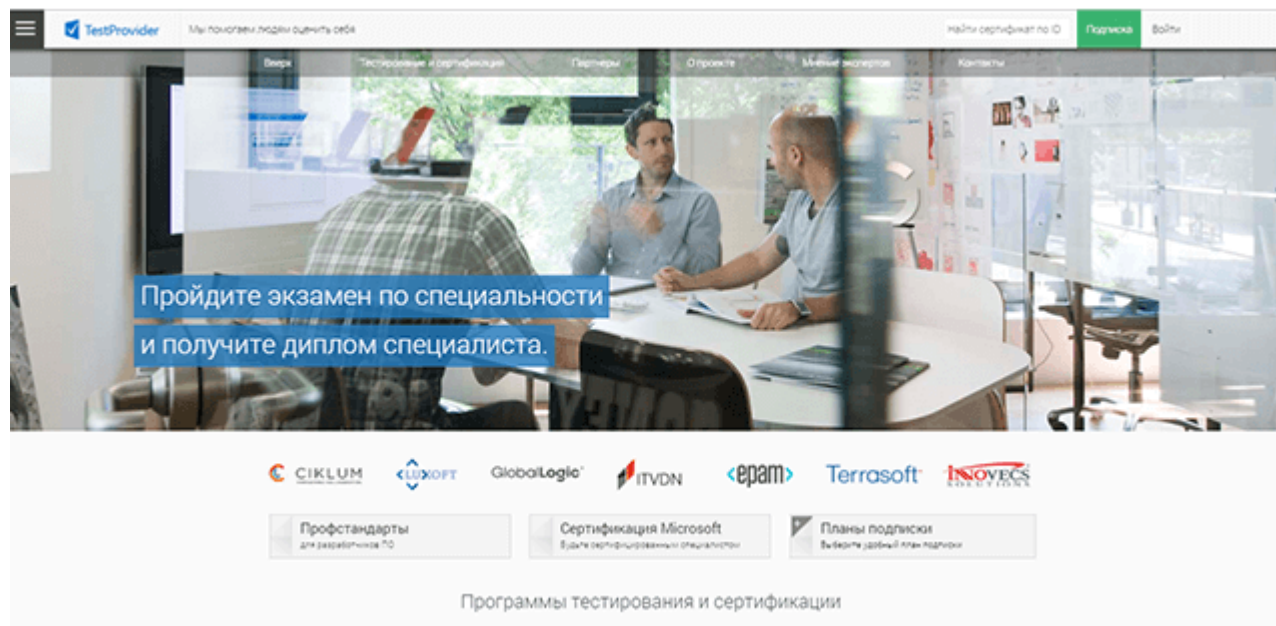 TestProvider
Мы помогаем людям оценить себя
Найти сертификат по ID
Подписка
Войти
Вверх
Тестирование и сертификация
Партнеры
О проекте
Мнение экспертов
Контакты
Пройдите экзамен по специальности
и получите диплом специалиста.
CIKLUM
LUXOFT
GlobalLogic
ITVDN
<epam>
Terrasoft
INNOVECS
SOLUTIONS
Профстандарты
для разработчиков ПО
Сертификация Microsoft
Будьте сертифицированным специалистом
Планы подписки
Выберите удобный план подписки
Программы тестирования и сертификации